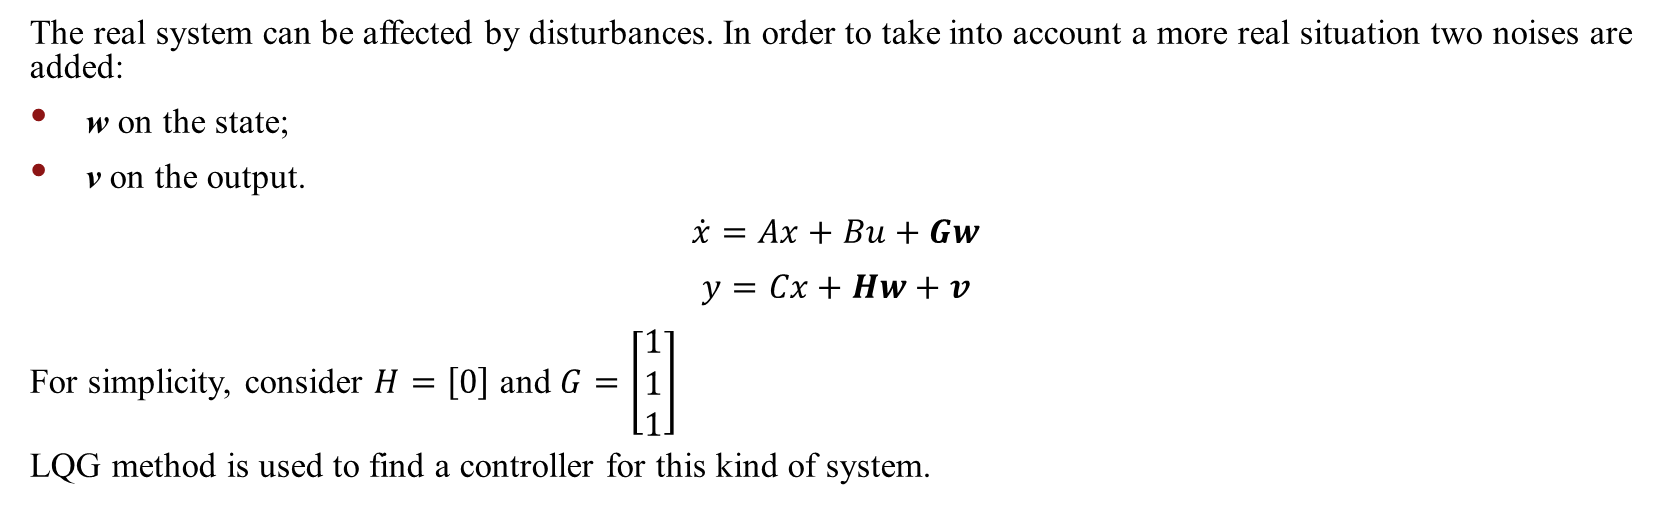 The real system can be affected by disturbances. In order to take into account a more real situation two noises are
added:
• w on the state;
• v on the output.
ẋ = Ax + Bu + Gw
y = Cx + Hw + v
For simplicity, consider H = [0] and G = [1 1 1]
LQG method is used to find a controller for this kind of system.